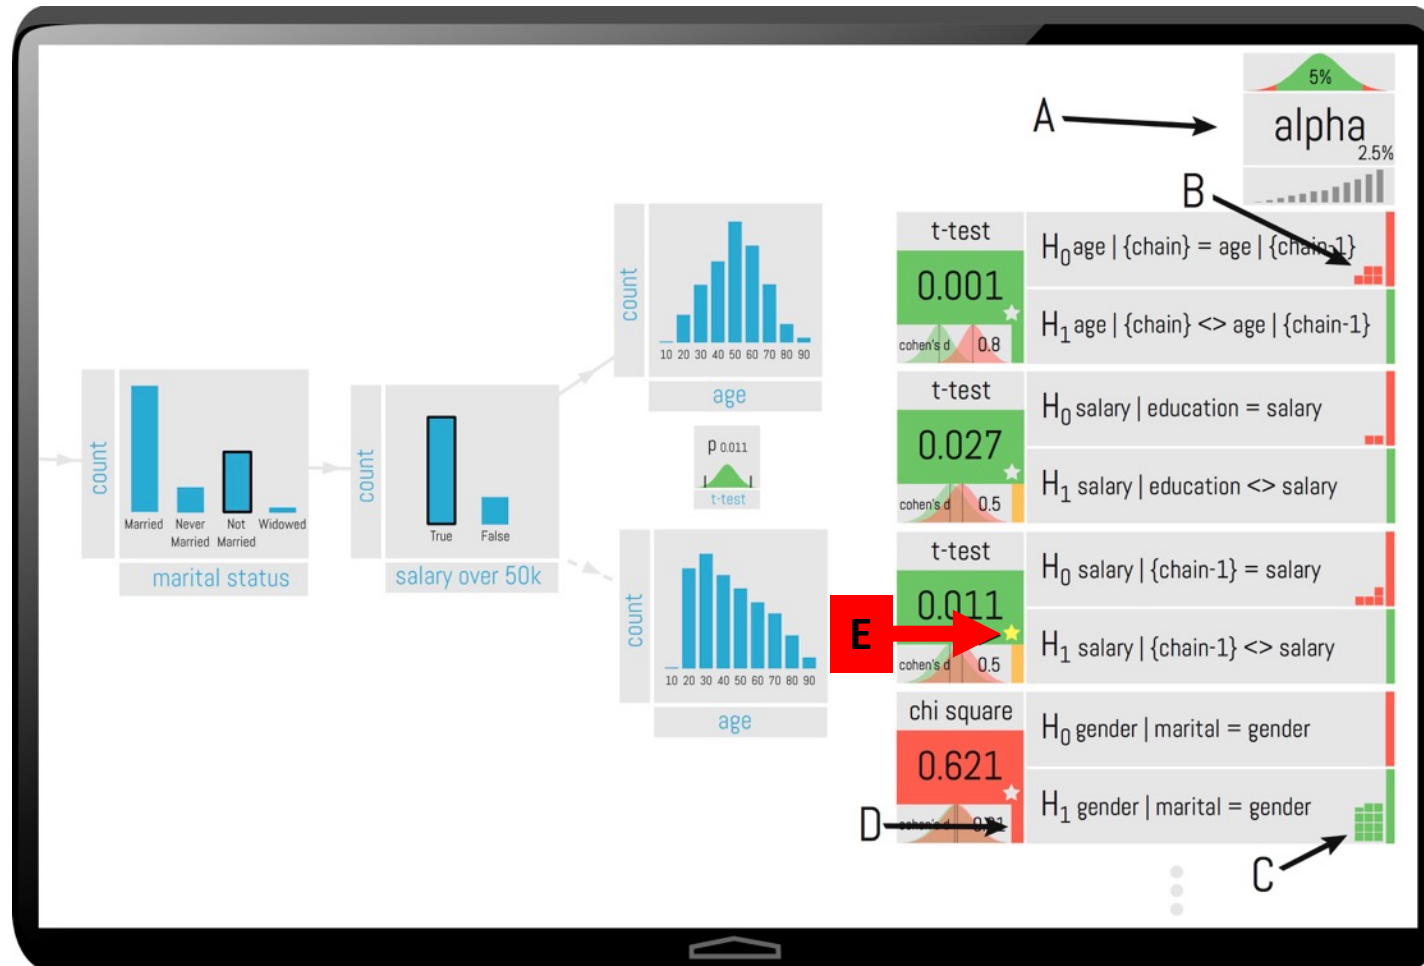 5%
A
alpha
2.5%
B
count
Married
Never
Married
Not
Married
Widowed
marital status
count
True
False
salary over 50k
count
10 20 30 40 50 60 70 80 90
age
p 0.011
t-test
count
10 20 30 40 50 60 70 80 90
age
t-test
0.001
cohen's d 0.8
H0 age | {chain} = age | {chain-1}
H1 age | {chain} <> age | {chain-1}
t-test
0.027
cohen's d 0.5
H0 salary | education = salary
H1 salary | education <> salary
t-test
0.011
cohen's d 0.5
H0 salary | {chain-1} = salary
H1 salary | {chain-1} <> salary
E
chi square
0.621
cohen's d
H0 gender | marital = gender
H1 gender | marital = gender
D
C